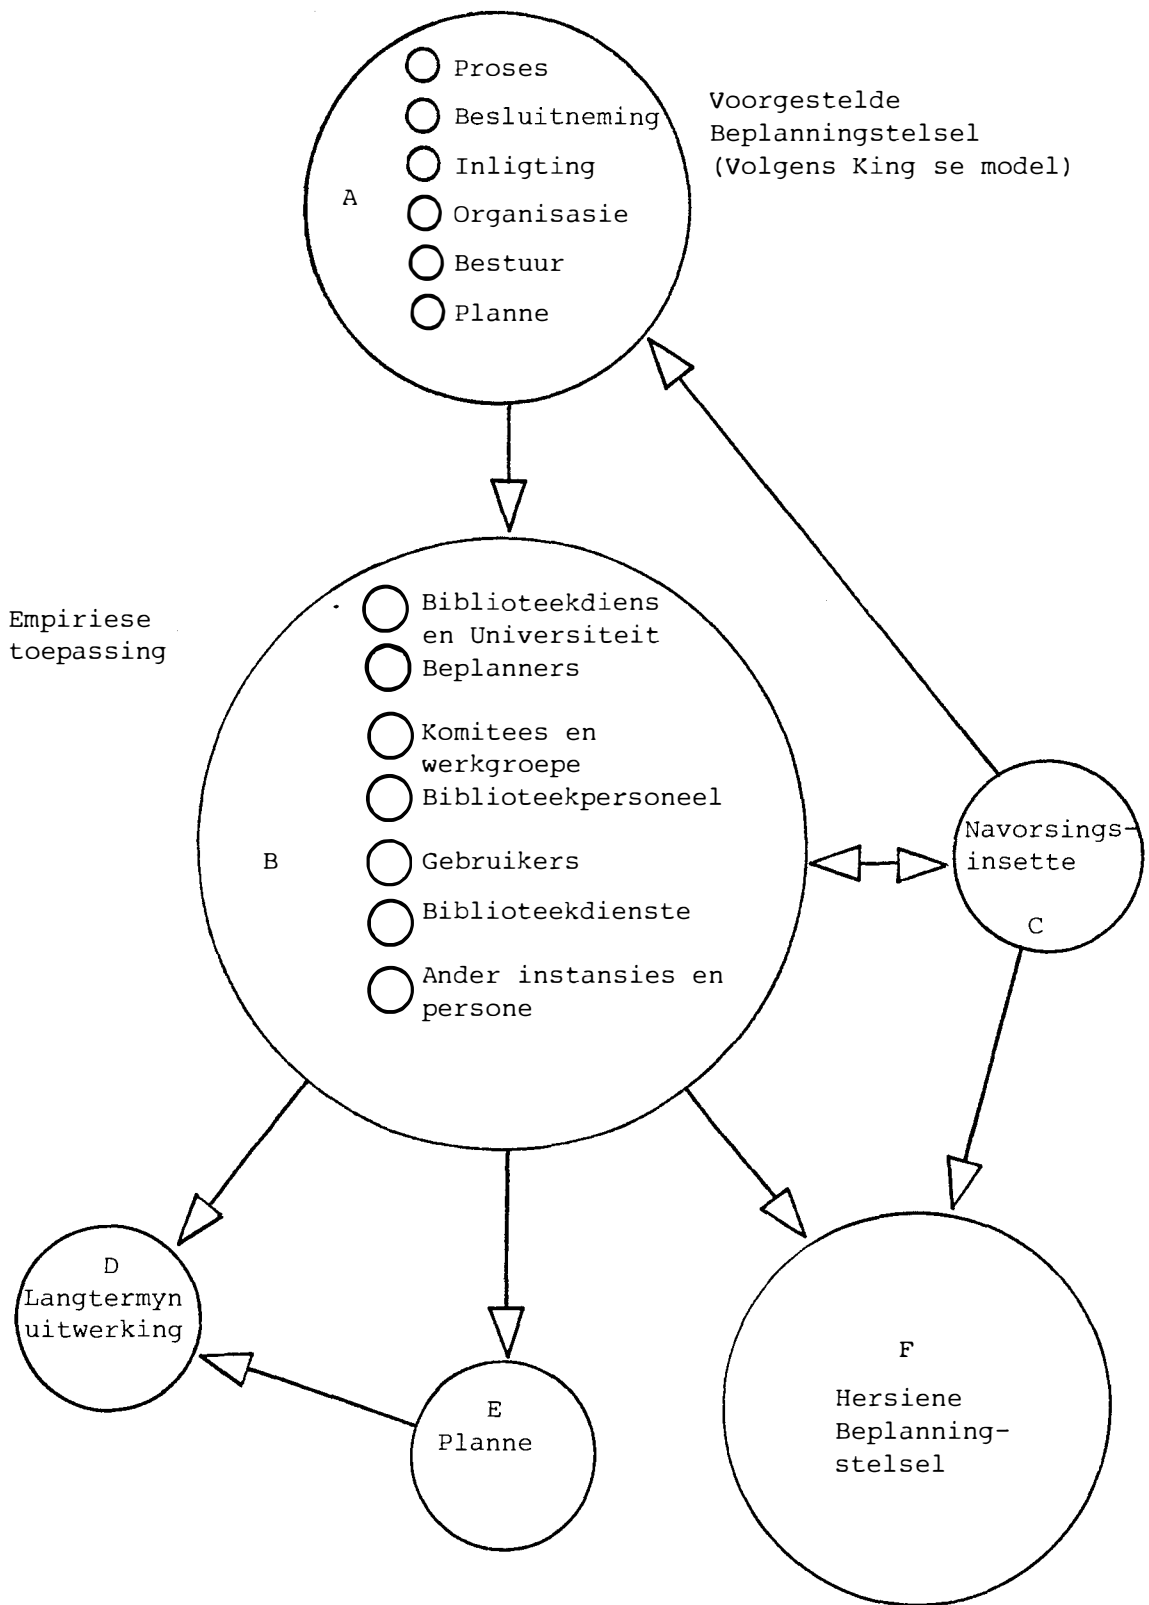 Proses
Besluitneming
Inligting
A
Organisasie
Bestuur
Planne
Voorgestelde
Beplanningstelsel
(Volgens King se model)
Empiriese
toepassing
Biblioteekdiens
en Universiteit
Beplanners
Komitees en
werkgroepe
Biblioteekpersoneel
B
Gebruikers
Biblioteekdienste
Ander instansies en
persone
Navorsings-
insette
C
D
Langtermyn
uitwerking
E
Planne
F
Hersiene
Beplanning-
stelsel